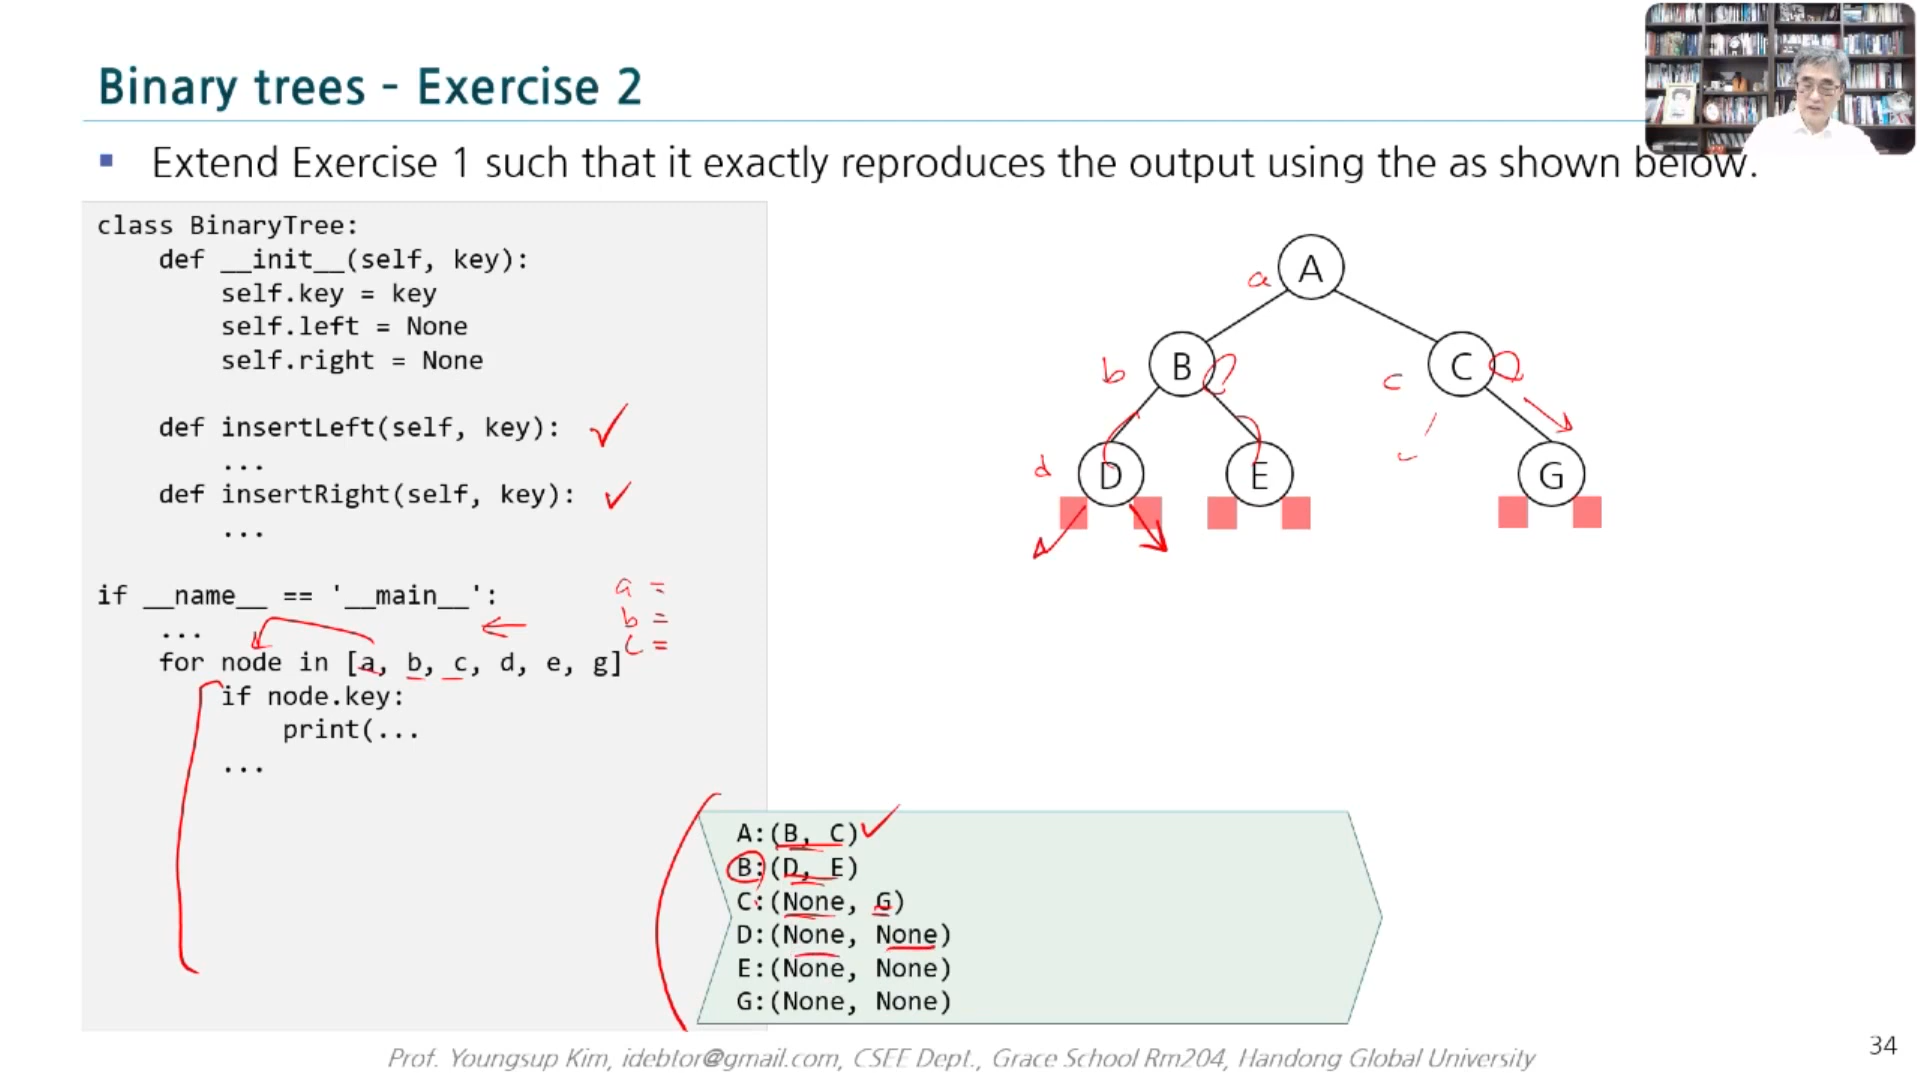 Binary trees - Exercise 2
▪ Extend Exercise 1 such that it exactly reproduces the output using the as shown below.
class BinaryTree:
    def __init__(self, key):
        self.key = key
        self.left = None
        self.right = None
    def insertLeft(self, key):
        ...
    def insertRight(self, key):
        ...
if __name__ == '__main__':
    ...
    for node in [a, b, c, d, e, g]
        if node.key:
            print(...
        ...
a =
b =
c =
a A
b B
c C
d D
E
G
A:(B, C)
B:(D, E)
C:(None, G)
D:(None, None)
E:(None, None)
G:(None, None)
Prof. Youngsup Kim, idebtor@gmail.com, CSEE Dept., Grace School Rm204, Handong Global University
34